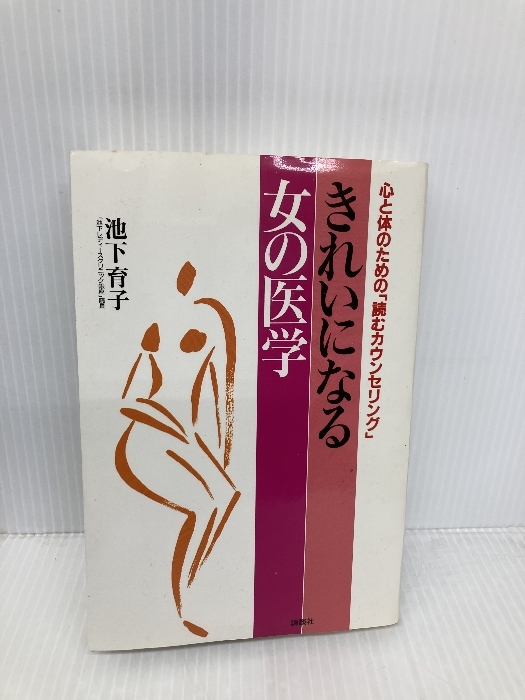 心と体のための「読むカウンセリング」
きれいになる
女の医学
池下育子
講談社